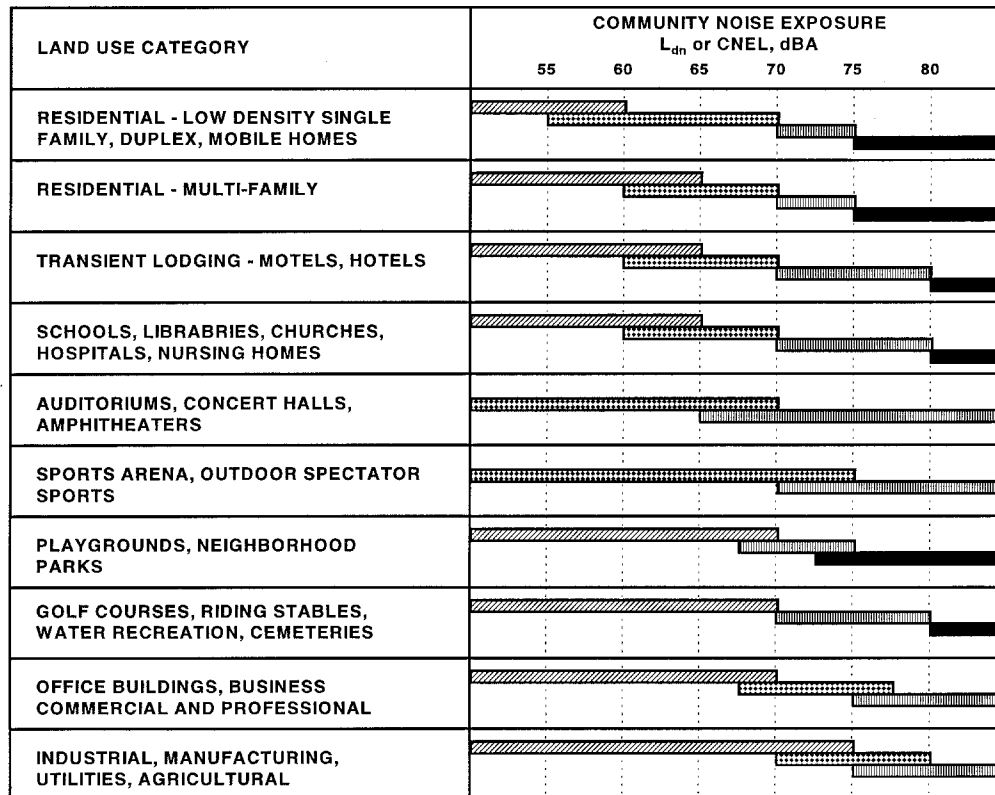 LAND USE CATEGORY
COMMUNITY NOISE EXPOSURE
Ldn or CNEL, dBA
55 60 65 70 75 80
RESIDENTIAL - LOW DENSITY SINGLE
FAMILY, DUPLEX, MOBILE HOMES
RESIDENTIAL - MULTI-FAMILY
TRANSIENT LODGING - MOTELS, HOTELS
SCHOOLS, LIBRABRIES, CHURCHES,
HOSPITALS, NURSING HOMES
AUDITORIUMS, CONCERT HALLS,
AMPHITHEATERS
SPORTS ARENA, OUTDOOR SPECTATOR
SPORTS
PLAYGROUNDS, NEIGHBORHOOD
PARKS
GOLF COURSES, RIDING STABLES,
WATER RECREATION, CEMETERIES
OFFICE BUILDINGS, BUSINESS
COMMERCIAL AND PROFESSIONAL
INDUSTRIAL, MANUFACTURING,
UTILITIES, AGRICULTURAL